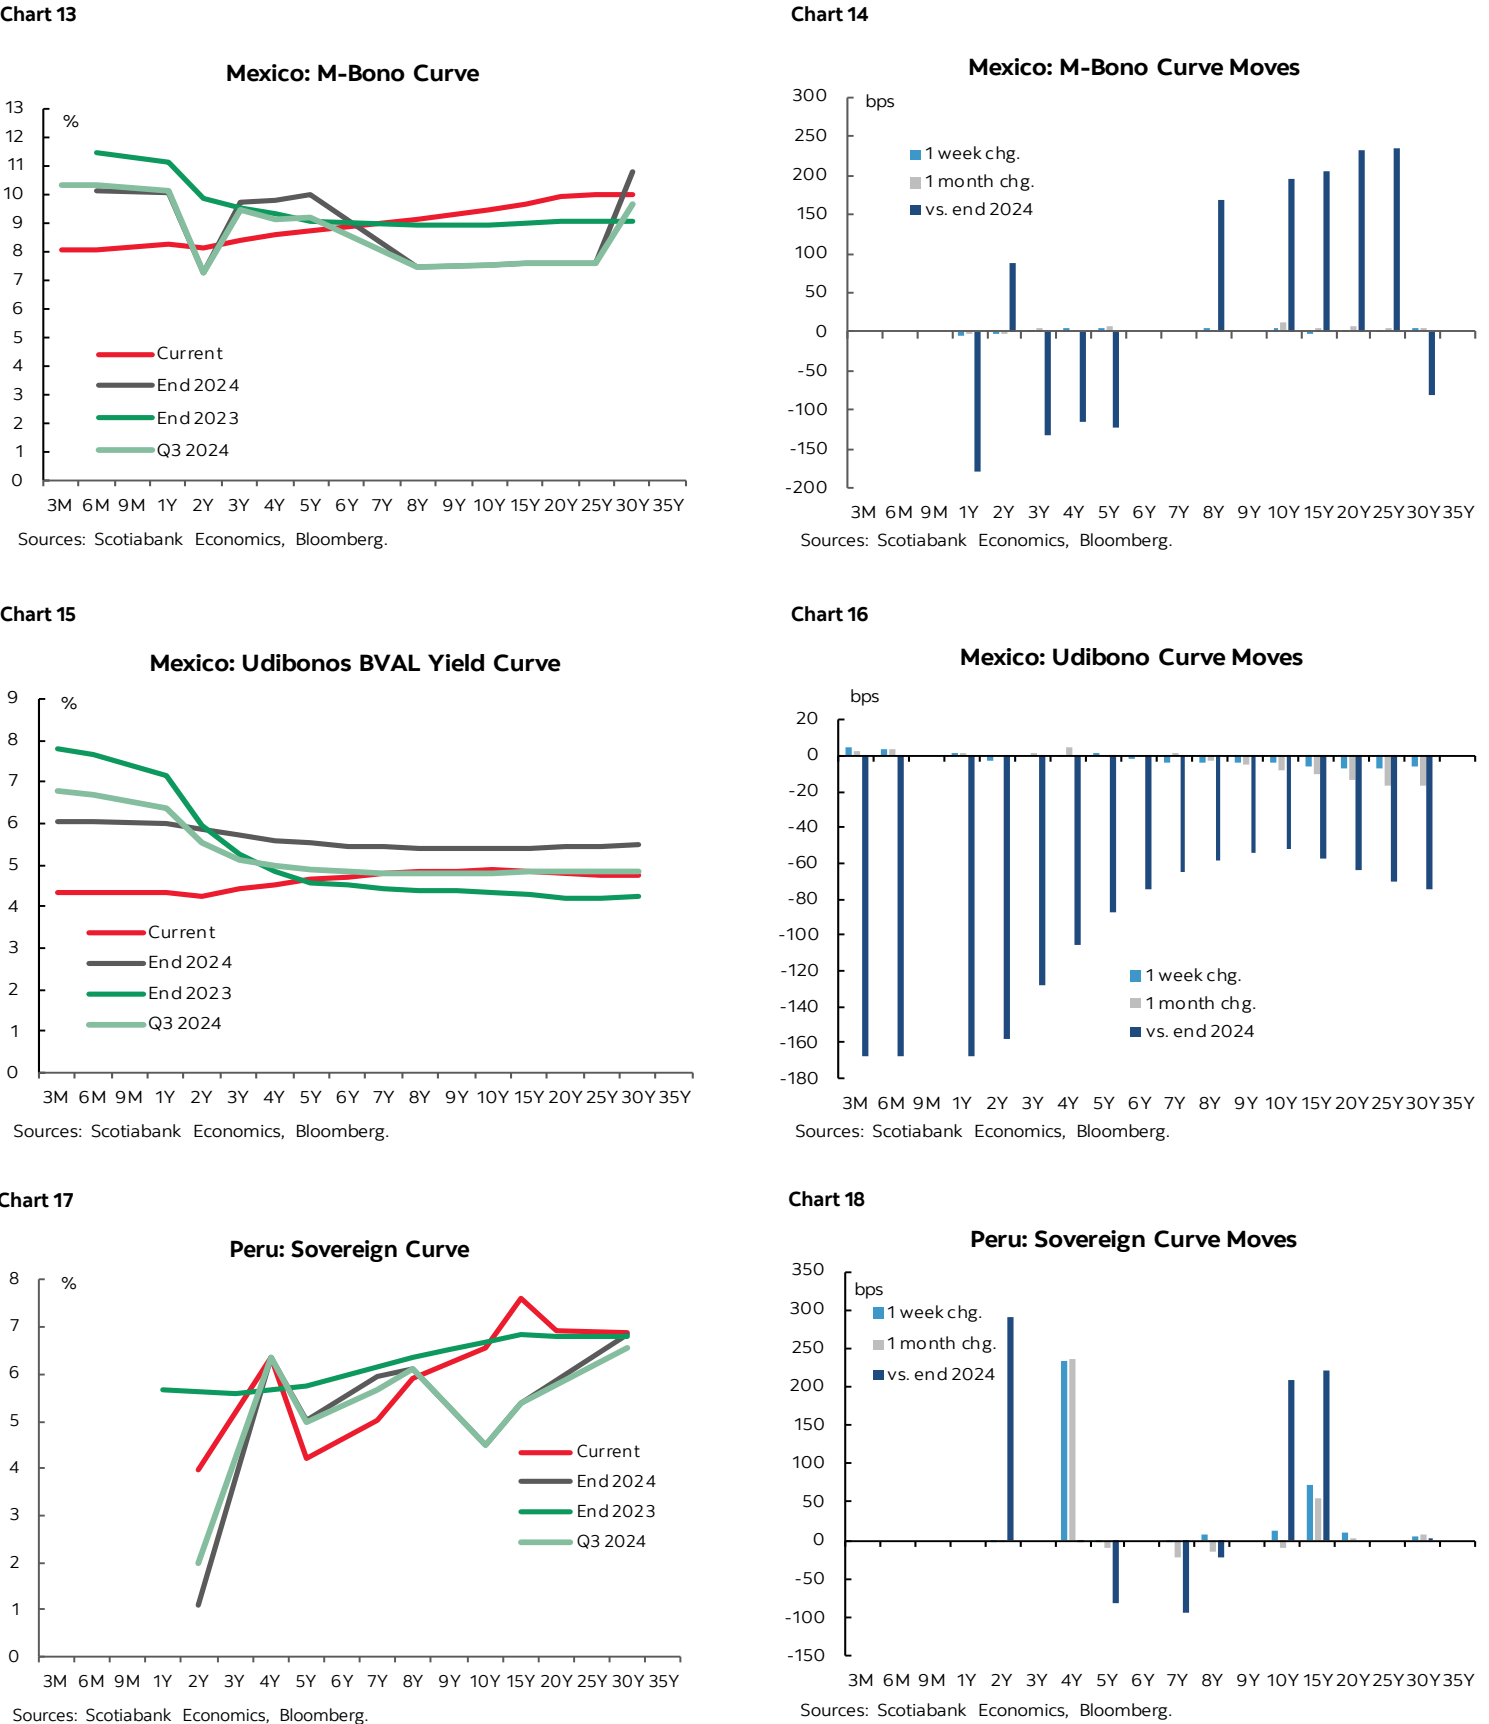 Chart 13
Mexico: M-Bono Curve
%
13
12
11
10
9
8
7
6
5
4
3
2
1
0
Current
End 2024
End 2023
Q3 2024
3M 6M 9M 1Y 2Y 3Y 4Y 5Y 6Y 7Y 8Y 9Y 10Y 15Y 20Y 25Y 30Y 35Y
Sources: Scotiabank Economics, Bloomberg.
Chart 14
Mexico: M-Bono Curve Moves
bps
300
250
200
150
100
50
0
-50
-100
-150
-200
1 week chg.
1 month chg.
vs. end 2024
3M 6M 9M 1Y 2Y 3Y 4Y 5Y 6Y 7Y 8Y 9Y 10Y 15Y 20Y 25Y 30Y 35Y
Sources: Scotiabank Economics, Bloomberg.
Chart 15
Mexico: Udibonos BVAL Yield Curve
%
9
8
7
6
5
4
3
2
1
0
Current
End 2024
End 2023
Q3 2024
3M 6M 9M 1Y 2Y 3Y 4Y 5Y 6Y 7Y 8Y 9Y 10Y 15Y 20Y 25Y 30Y 35Y
Sources: Scotiabank Economics, Bloomberg.
Chart 16
Mexico: Udibono Curve Moves
bps
20
0
-20
-40
-60
-80
-100
-120
-140
-160
-180
1 week chg.
1 month chg.
vs. end 2024
3M 6M 9M 1Y 2Y 3Y 4Y 5Y 6Y 7Y 8Y 9Y 10Y 15Y 20Y 25Y 30Y 35Y
Sources: Scotiabank Economics, Bloomberg.
Chart 17
Peru: Sovereign Curve
%
8
7
6
5
4
3
2
1
0
Current
End 2024
End 2023
Q3 2024
3M 6M 9M 1Y 2Y 3Y 4Y 5Y 6Y 7Y 8Y 9Y 10Y 15Y 20Y 25Y 30Y 35Y
Sources: Scotiabank Economics, Bloomberg.
Chart 18
Peru: Sovereign Curve Moves
bps
350
300
250
200
150
100
50
0
-50
-100
-150
1 week chg.
1 month chg.
vs. end 2024
3M 6M 9M 1Y 2Y 3Y 4Y 5Y 6Y 7Y 8Y 9Y 10Y 15Y 20Y 25Y 30Y 35Y
Sources: Scotiabank Economics, Bloomberg.